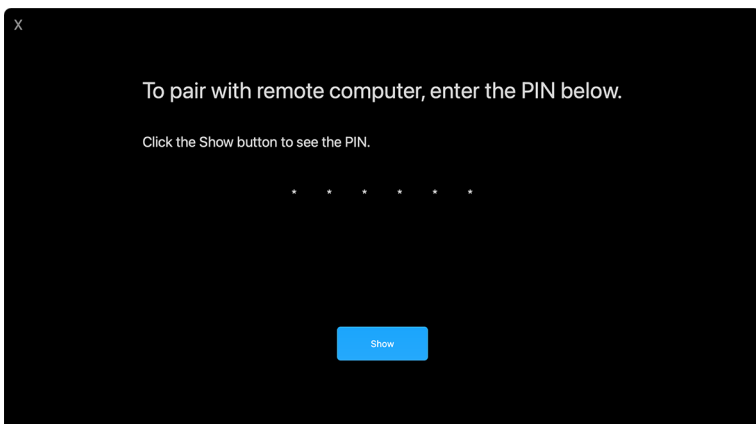 X
To pair with remote computer, enter the PIN below.
Click the Show button to see the PIN.
* * * * * *
Show